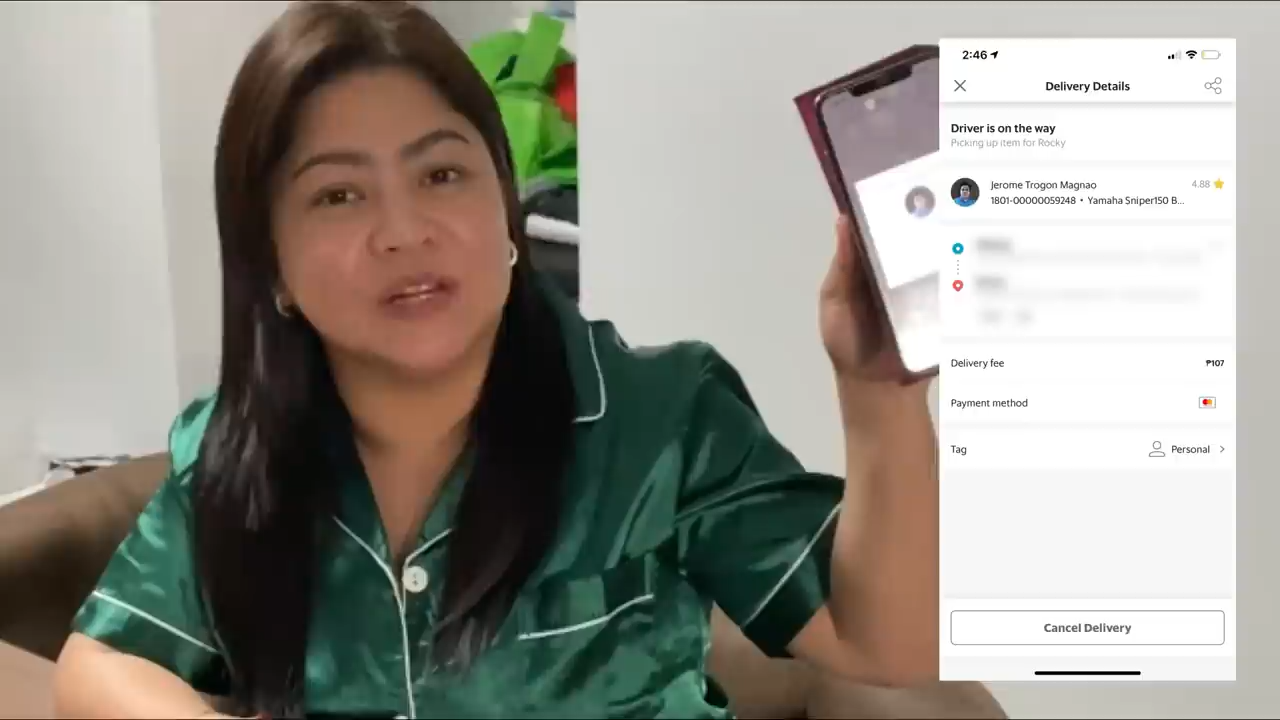 2:46
Delivery Details
Driver is on the way
Picking up item for Rocky
Jerome Trogon Magnao
4.88
1801-00000059248 • Yamaha Sniper150 B...
Delivery fee
₱107
Payment method
Tag
Personal
Cancel Delivery